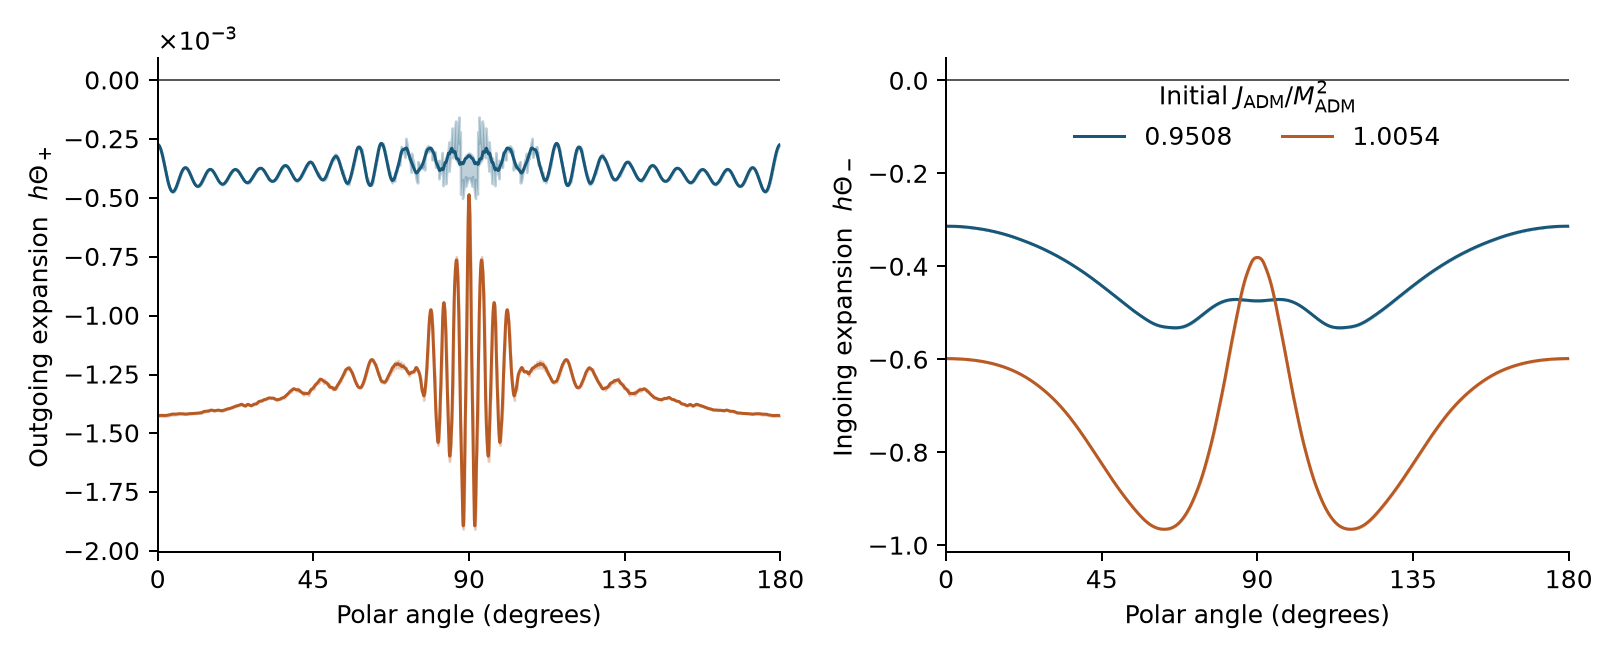 ×10⁻³
0.00
−0.25
−0.50
−0.75
−1.00
−1.25
−1.50
−1.75
−2.00
Outgoing expansion hΘ₊
0 45 90 135 180
Polar angle (degrees)
0.0
−0.2
−0.4
−0.6
−0.8
−1.0
Ingoing expansion hΘ₋
Initial J_ADM/M²_ADM
0.9508 1.0054
0 45 90 135 180
Polar angle (degrees)